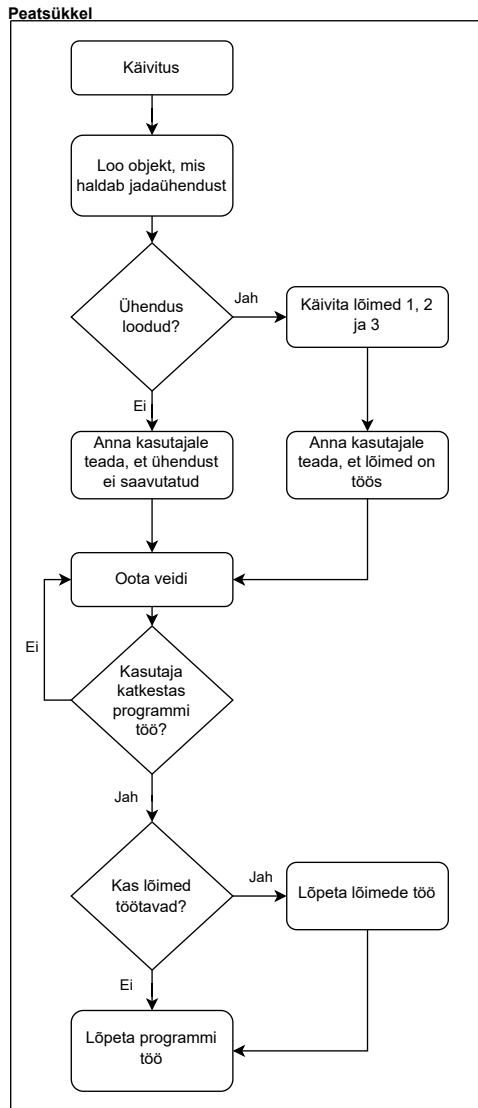 Peatsükkel
Käivitus
Loo objekt, mis
haldab jadaühendust
Ühendus
loodud?
Jah
Käivita lõimed 1, 2
ja 3
Ei
Anna kasutajale
teada, et ühendust
ei saavutatud
Anna kasutajale
teada, et lõimed on
töös
Oota veidi
Ei
Kasutaja
katkestas
programmi
töö?
Jah
Kas lõimed
töötavad?
Jah
Lõpeta lõimede töö
Ei
Lõpeta programmi
töö